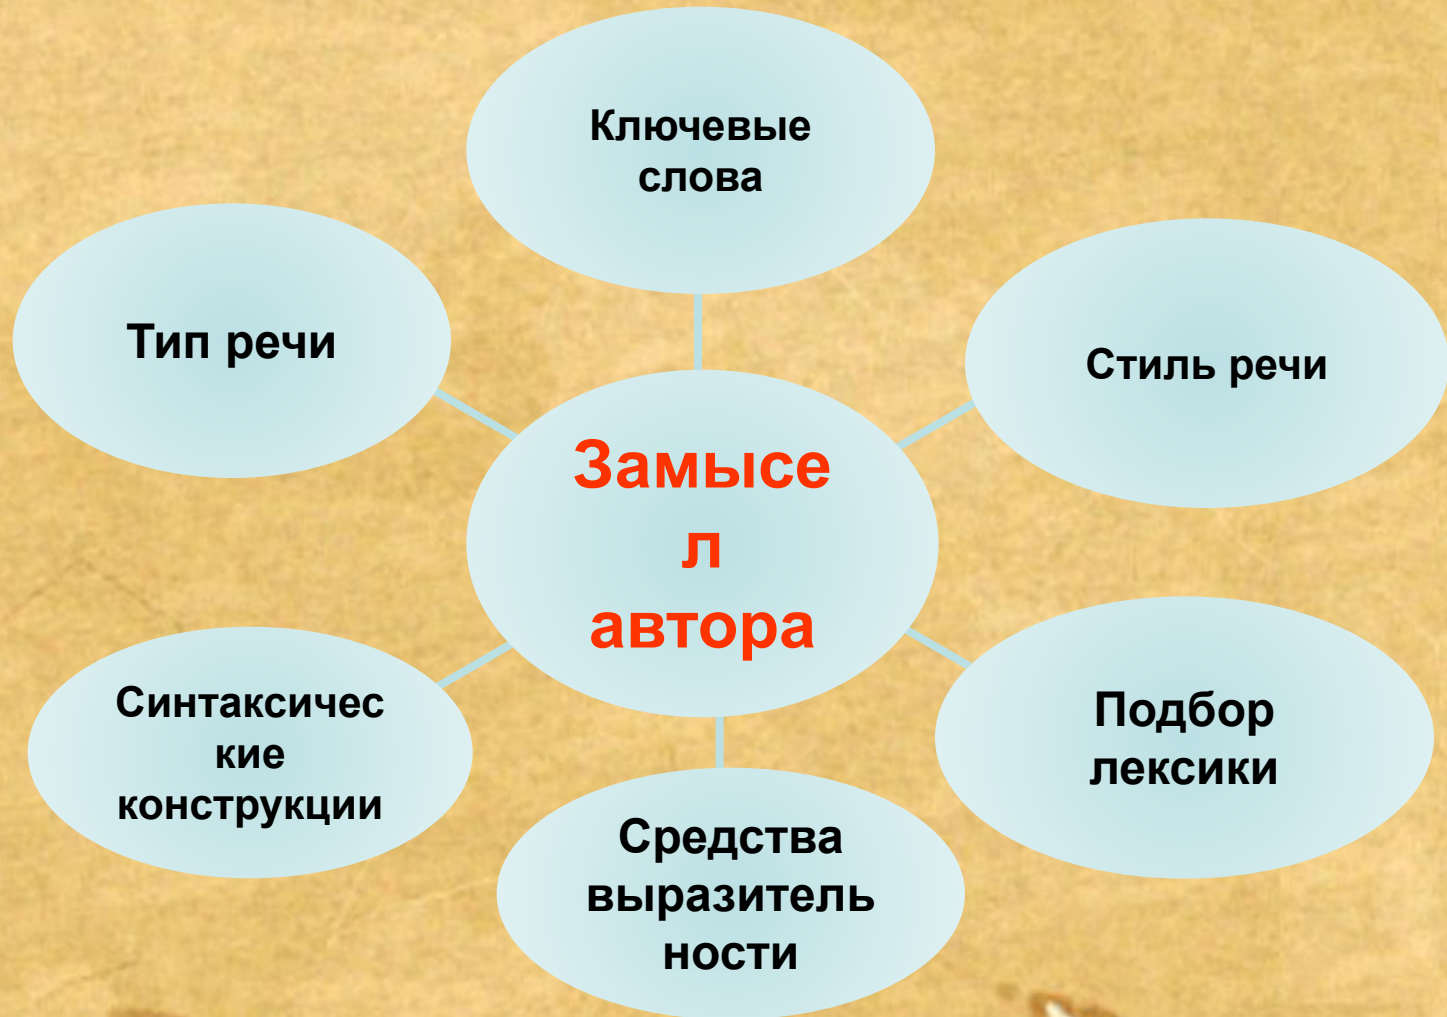 Ключевые
слова
Тип речи
Стиль речи
Замысе
л
автора
Синтаксичес
кие
конструкции
Подбор
лексики
Средства
выразитель
ности